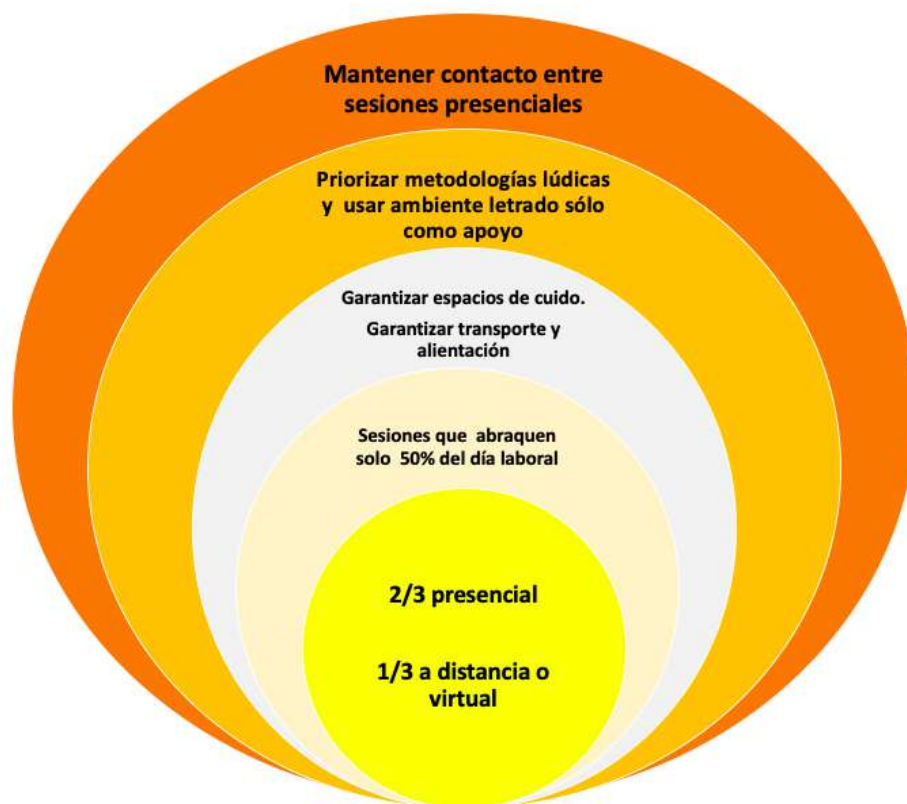 Mantener contacto entre
sesiones presenciales
Priorizar metodologías lúdicas
y usar ambiente letrado sólo
como apoyo
Garantizar espacios de cuido.
Garantizar transporte y
alientación
Sesiones que abraquen
solo 50% del día laboral
2/3 presencial
1/3 a distancia o
virtual